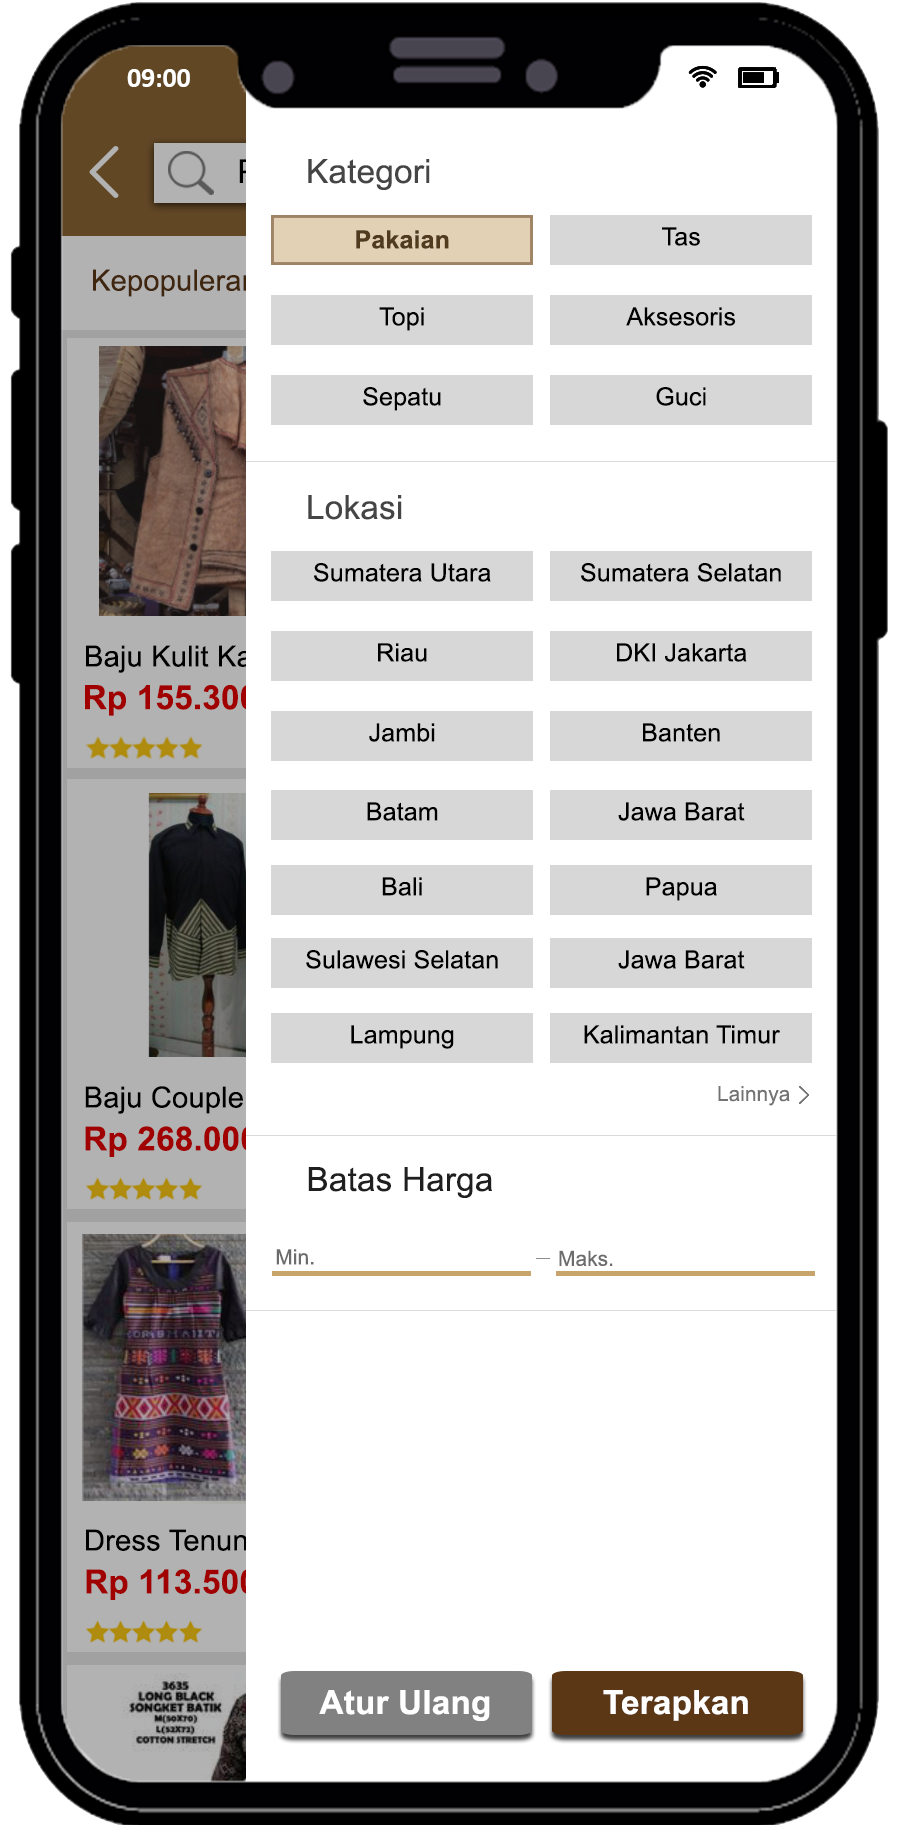 09:00
Kepopuleran
Baju Kulit Ka
Rp 155.300
Baju Couple
Rp 268.000
Dress Tenun
Rp 113.500
3635
LONG BLACK
SONGKET BATIK
M(50X70)
L(52X72)
COTTON STRETCH
Kategori
Pakaian
Tas
Topi
Aksesoris
Sepatu
Guci
Lokasi
Sumatera Utara
Sumatera Selatan
Riau
DKI Jakarta
Jambi
Banten
Batam
Jawa Barat
Bali
Papua
Sulawesi Selatan
Jawa Barat
Lampung
Kalimantan Timur
Lainnya >
Batas Harga
Min. – Maks.
Atur Ulang
Terapkan